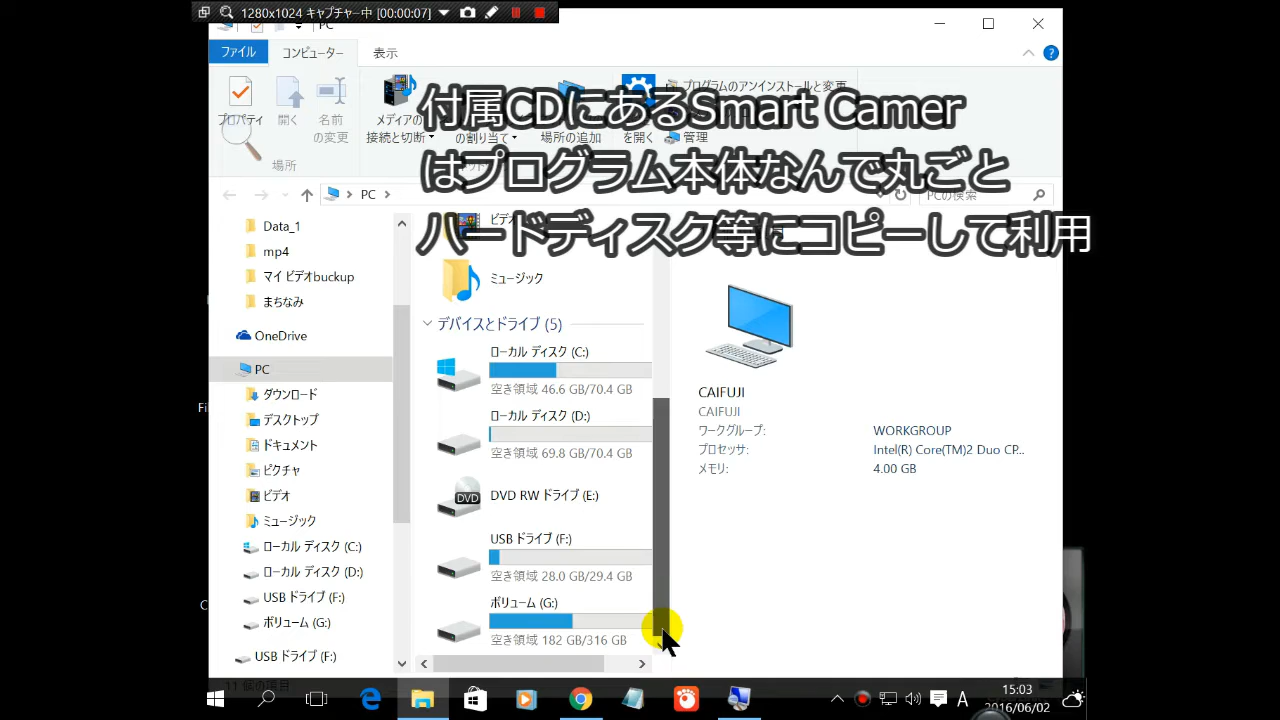 1280x1024 キャプチャー中 [00:00:07]
PC
ファイル
コンピューター
表示
プロパティ
開く
名前
の変更
メディアの
接続と切断
の割り当て
場所の追加
を開く
プログラムのアンインストールと変更
管理
場所
付属CDにあるSmart Camer
はプログラム本体なんで丸ごと
ハードディスク等にコピーして利用
PC
PCの検索
Data_1
mp4
マイ ビデオbuckup
まちなみ
OneDrive
PC
ダウンロード
デスクトップ
ドキュメント
ピクチャ
ビデオ
ミュージック
ローカル ディスク (C:)
ローカル ディスク (D:)
USB ドライブ (F:)
ボリューム (G:)
USB ドライブ (F:)
ビデオ
ミュージック
デバイスとドライブ (5)
ローカル ディスク (C:)
空き領域 46.6 GB/70.4 GB
ローカル ディスク (D:)
空き領域 69.8 GB/70.4 GB
DVD
DVD RW ドライブ (E:)
USB ドライブ (F:)
空き領域 28.0 GB/29.4 GB
ボリューム (G:)
空き領域 182 GB/316 GB
CAIFUJI
CAIFUJI
ワークグループ: WORKGROUP
プロセッサ: Intel(R) Core(TM)2 Duo CP...
メモリ: 4.00 GB
11 個の項目
A
15:03
2016/06/02